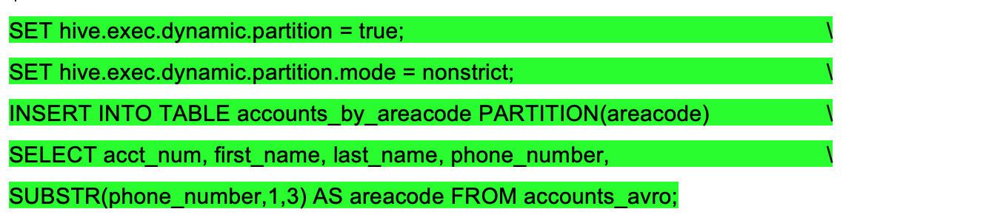 SET hive.exec.dynamic.partition = true; \
SET hive.exec.dynamic.partition.mode = nonstrict; \
INSERT INTO TABLE accounts_by_areacode PARTITION(areacode) \
SELECT acct_num, first_name, last_name, phone_number, \
SUBSTR(phone_number,1,3) AS areacode FROM accounts_avro;